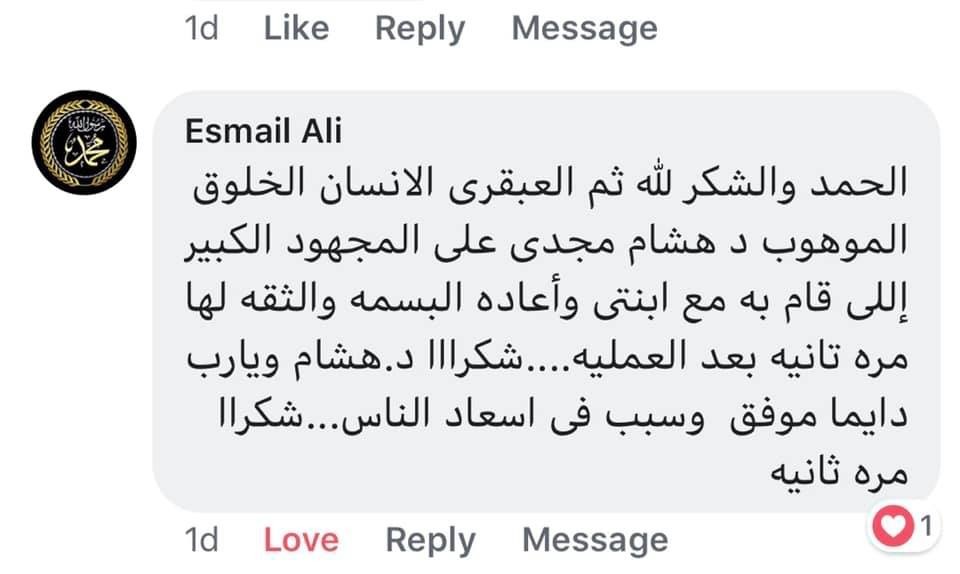 1d Like Reply Message
رسول الله
محمد
Esmail Ali
الحمد والشكر لله ثم العبقرى الانسان الخلوق
الموهوب د هشام مجدى على المجهود الكبير
إللى قام به مع ابنتى وأعاده البسمه والثقه لها
مره تانيه بعد العمليه....شكرااا د.هشام ويارب
دايما موفق وسبب فى اسعاد الناس...شكراا
مره ثانيه
1d Love Reply Message
1